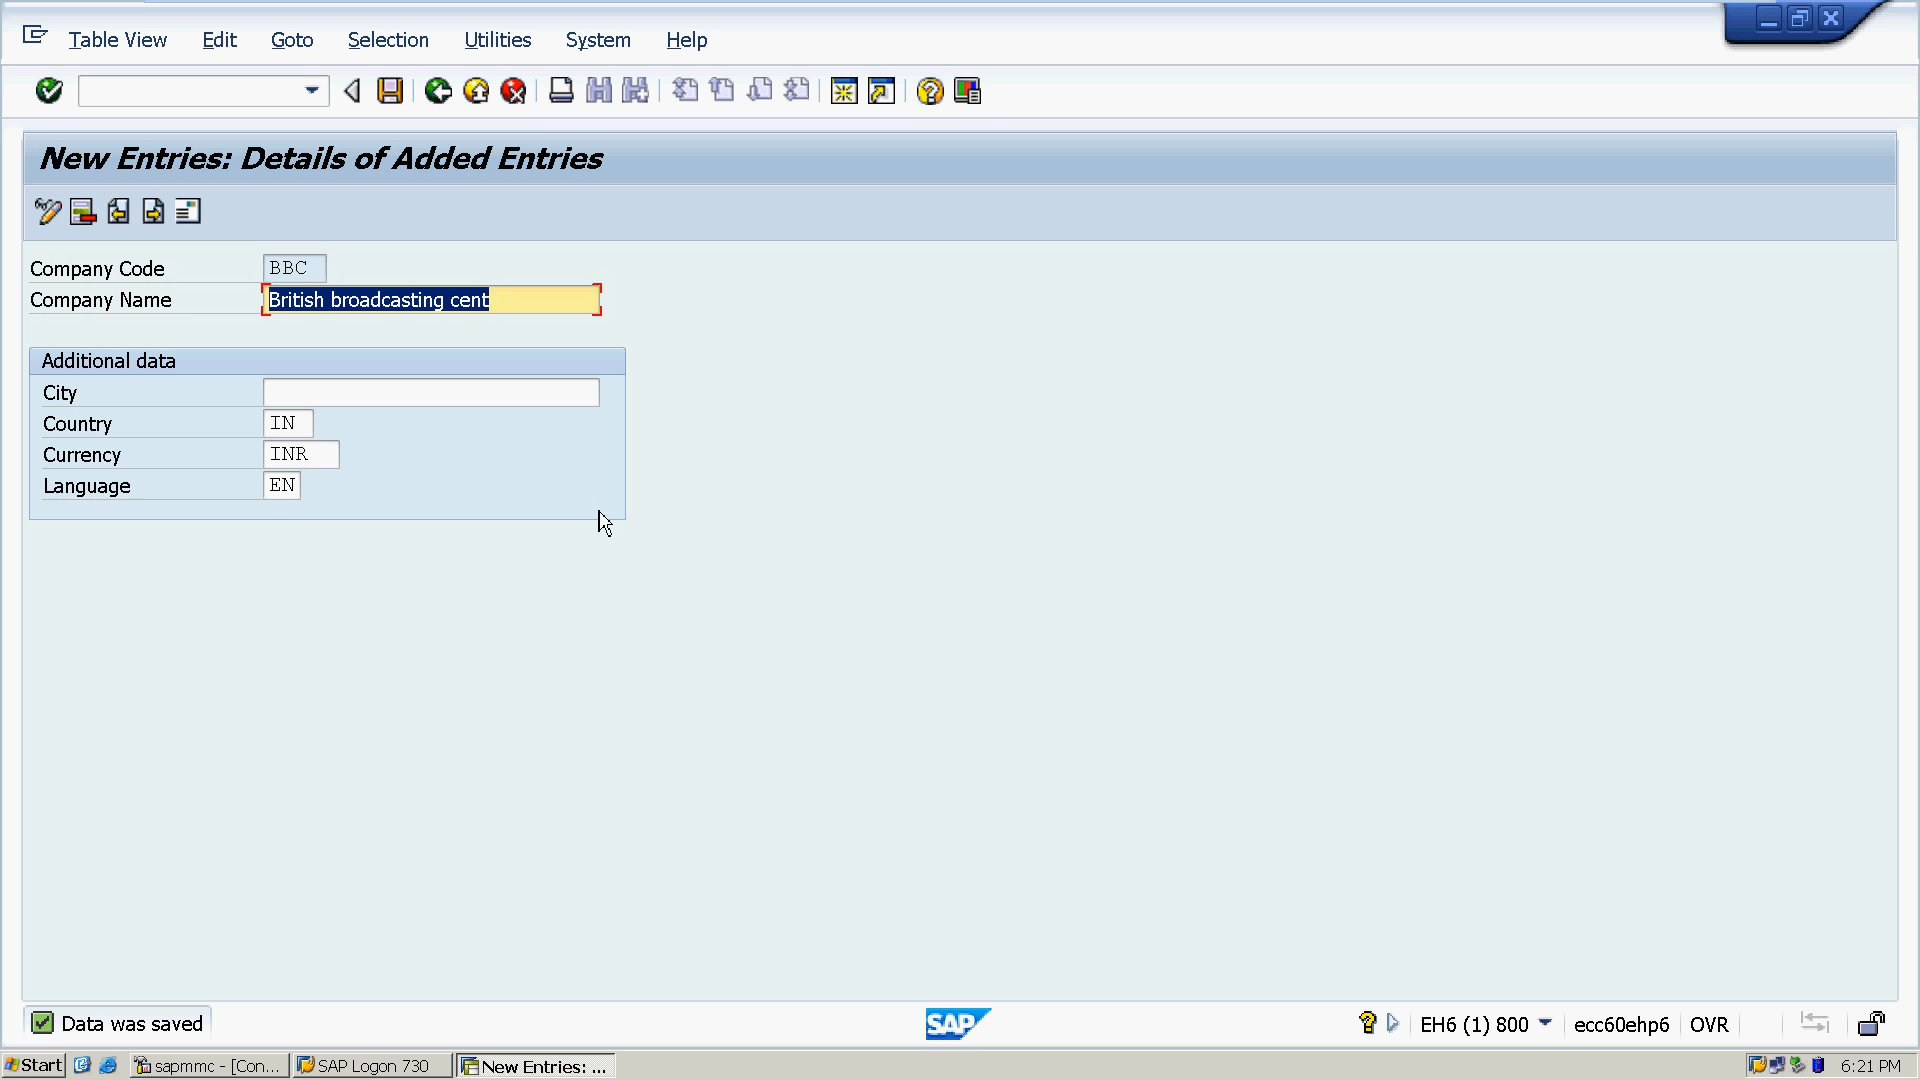 Table View Edit Goto Selection Utilities System Help
New Entries: Details of Added Entries
Company Code BBC
Company Name British broadcasting cent
Additional data
City
Country IN
Currency INR
Language EN
Data was saved
SAP
EH6 (1) 800 ecc60ehp6 OVR
Start sapmmc - [Con... SAP Logon 730 New Entries: ... 6:21 PM